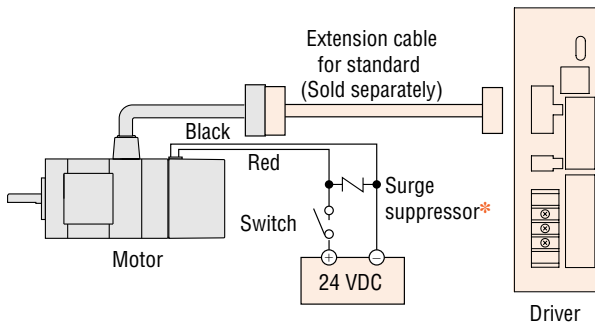 Extension cable
for standard
(Sold separately)
Black
Red
Surge
suppressor*
Switch
Motor
+ −
24 VDC
Driver